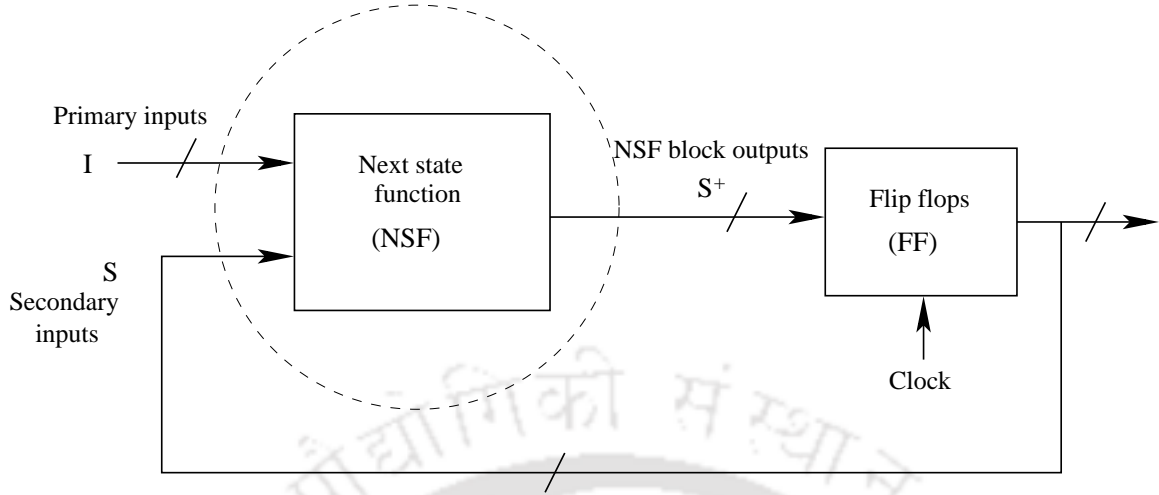 Primary inputs
I
Next state
function
(NSF)
NSF block outputs
S⁺
Flip flops
(FF)
S
Secondary
inputs
Clock
प्रौद्योगिकी संस्थान